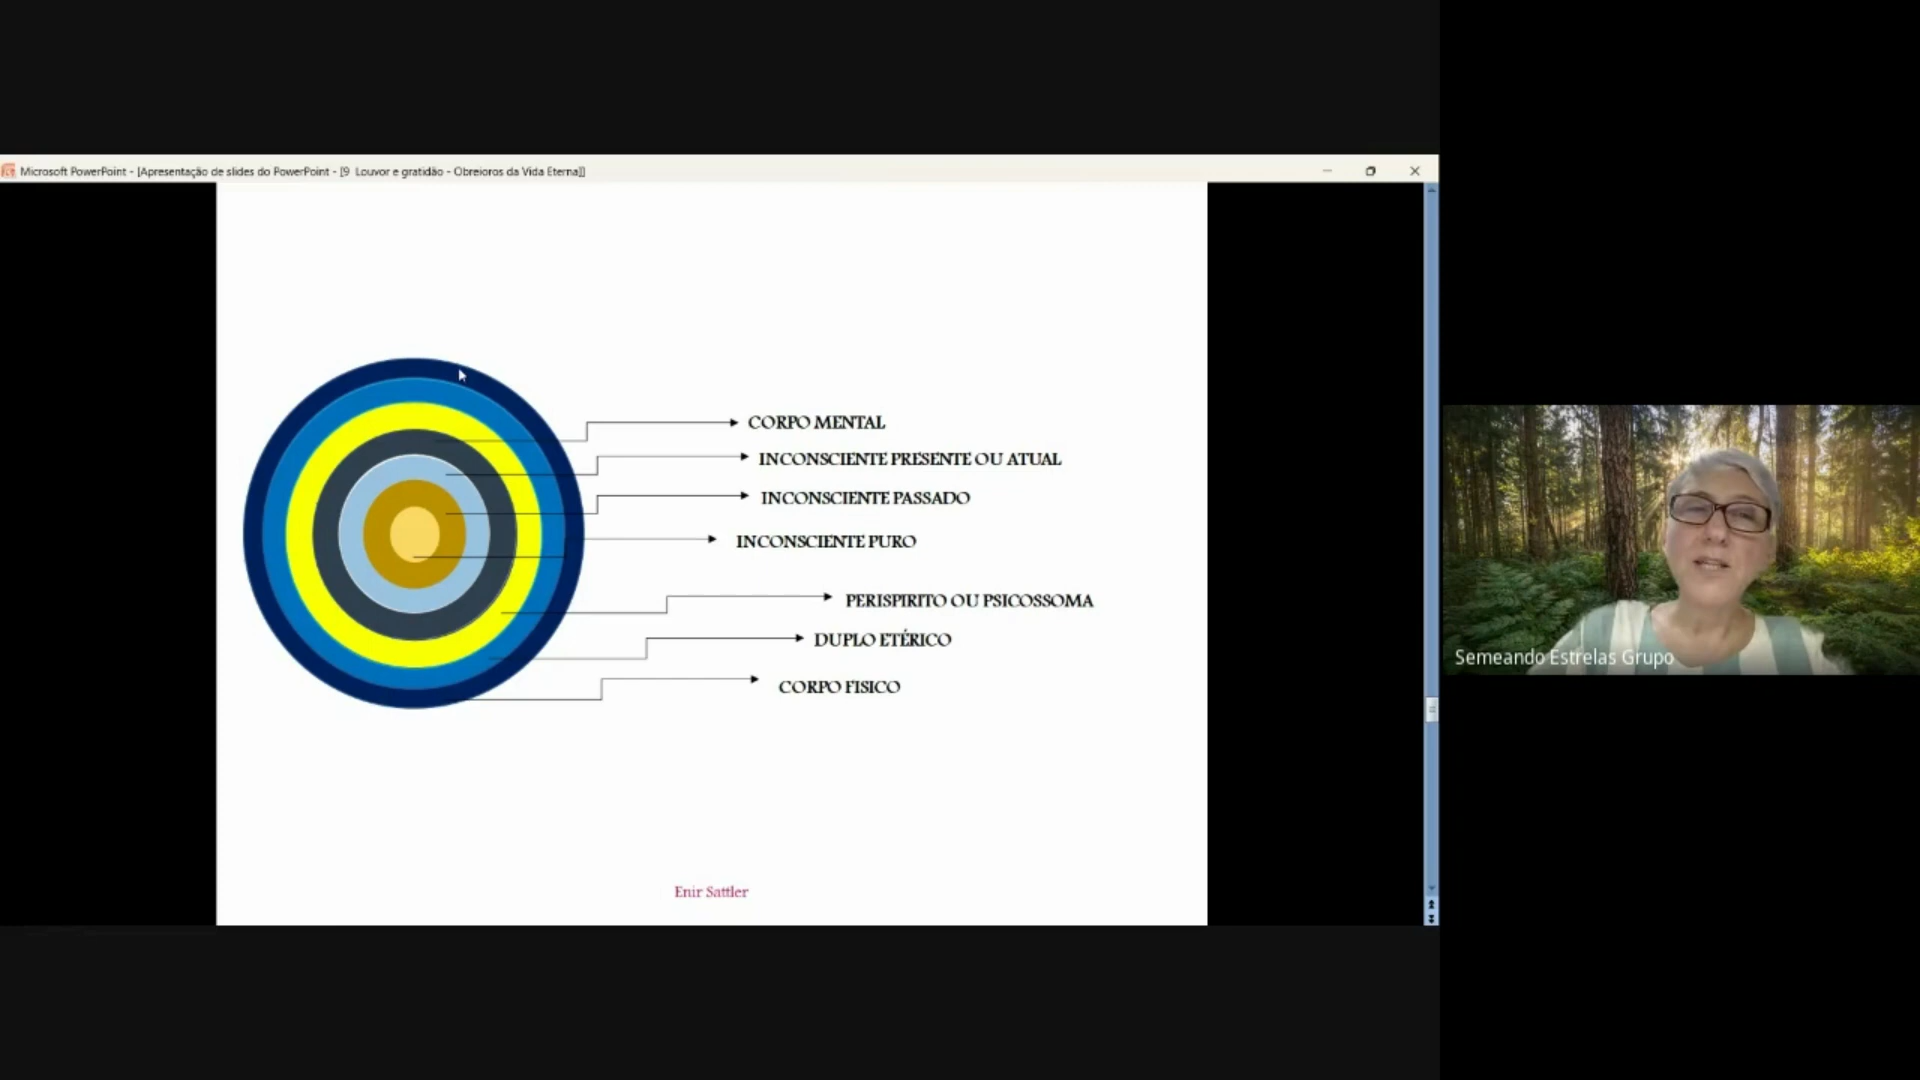 Microsoft PowerPoint - [Apresentação de slides do PowerPoint - [9 Louvor e gratidão - Obreioros da Vida Eterna]]
CORPO MENTAL
INCONSCIENTE PRESENTE OU ATUAL
INCONSCIENTE PASSADO
INCONSCIENTE PURO
PERISPIRITO OU PSICOSSOMA
DUPLO ETÉRICO
CORPO FISICO
Enir Sattler
Semeando Estrelas Grupo